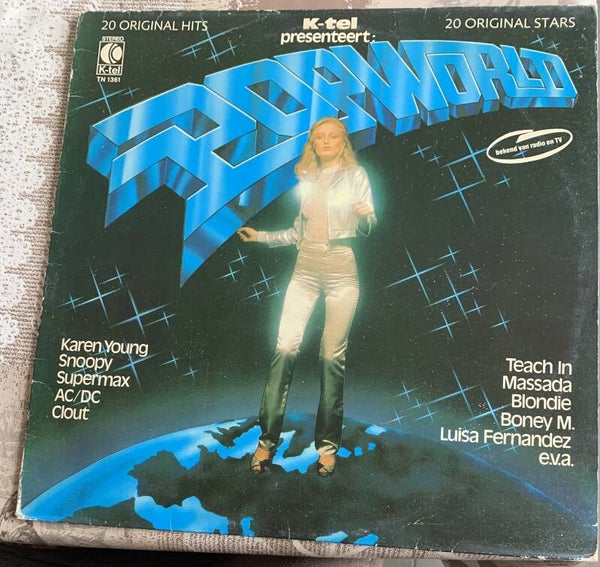 20 ORIGINAL HITS
K-tel
presenteert:
20 ORIGINAL STARS
STEREO
K
K-tel
TN 1361
POPWORLD
bekend van radio en TV
Karen Young
Snoopy
Supermax
AC/DC
Clout
Teach In
Massada
Blondie
Boney M.
Luisa Fernandez
e.v.a.